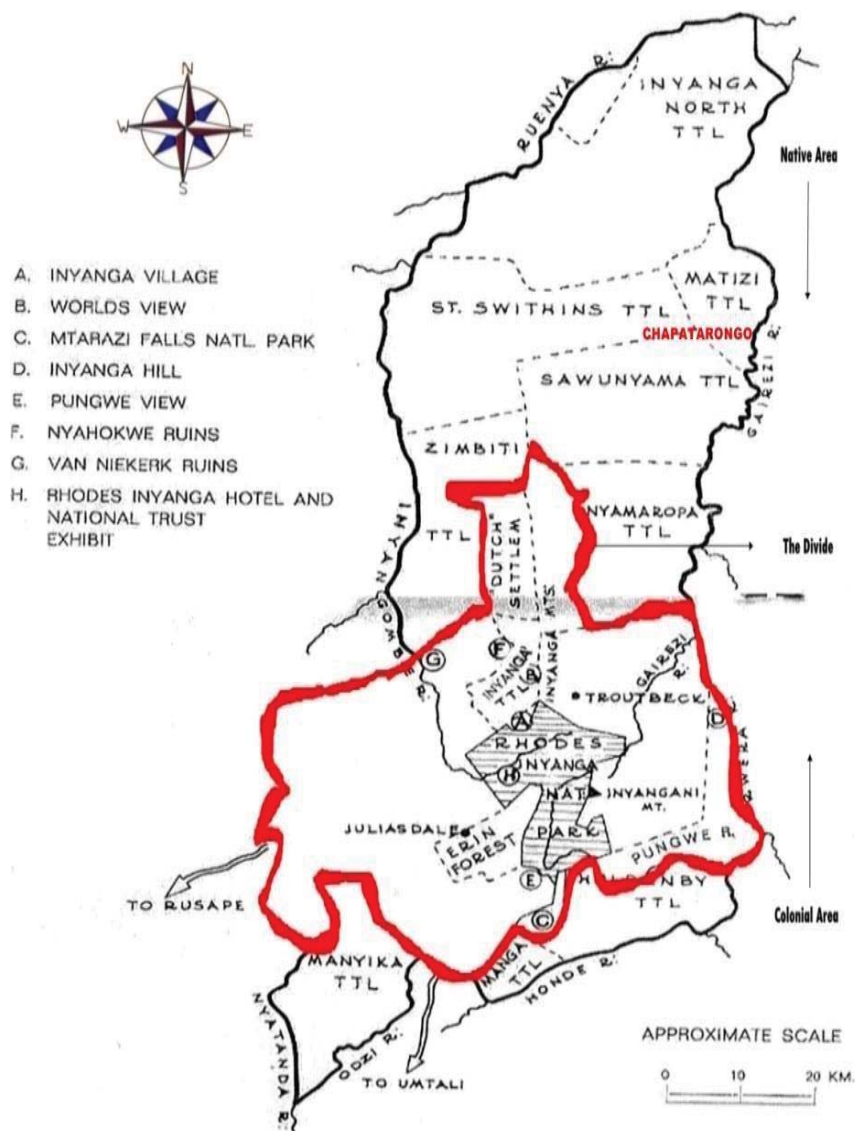 N
W
E
S
A. INYANGA VILLAGE
B. WORLDS VIEW
C. MTARAZI FALLS NATL. PARK
D. INYANGA HILL
E. PUNGWE VIEW
F. NYAHOKWE RUINS
G. VAN NIEKERK RUINS
H. RHODES INYANGA HOTEL AND
NATIONAL TRUST
EXHIBIT
RUENYA R:
INYANGA
NORTH
TTL
Native Area
MATIZI
TTL
ST. SWITHINS TTL
CHAPATARONGO
GAIREZI R:
SAWUNYAMA TTL
ZIMBITI
TTL
INYANGOMBE R:
"DUTCH"
SETTLEM
NYAMAROPA
TTL
The Divide
INYANGA MTS.
F
G
INYANGA
TTL
B
GAIREZI
R:
TROUTBECK
D
A
RHODES
INYANGA
H
NAT.
PARK
INYANGANI
MT.
RWERA R:
JULIASDALE
ERIN
FOREST
PUNGWE R.
E
TTL
C
TO RUSAPE
Colonial Area
MANYIKA
TTL
MANGA
TTL
HONDE R:
NYATANDA R:
ODZI R:
TO UMTALI
APPROXIMATE SCALE
0 10 20 KM.